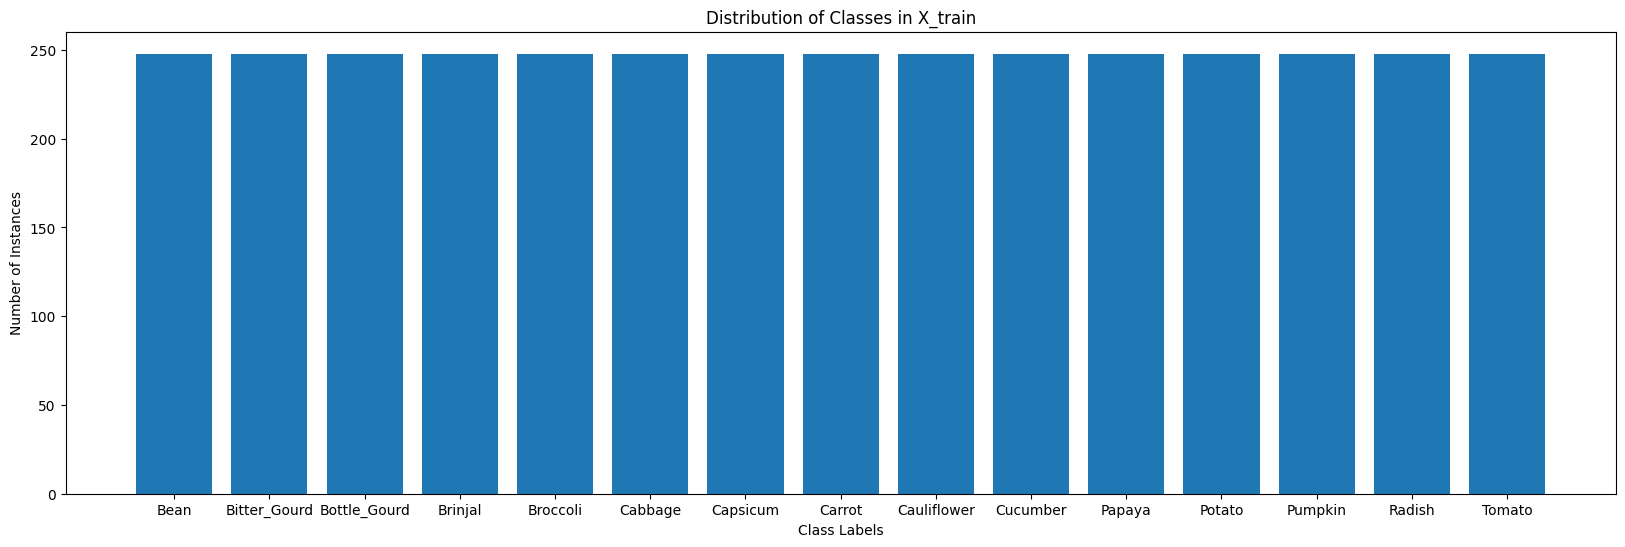 Distribution of Classes in X_train
250
200
150
100
50
0
Number of Instances
Bean Bitter_Gourd Bottle_Gourd Brinjal Broccoli Cabbage Capsicum Carrot Cauliflower Cucumber Papaya Potato Pumpkin Radish Tomato
Class Labels